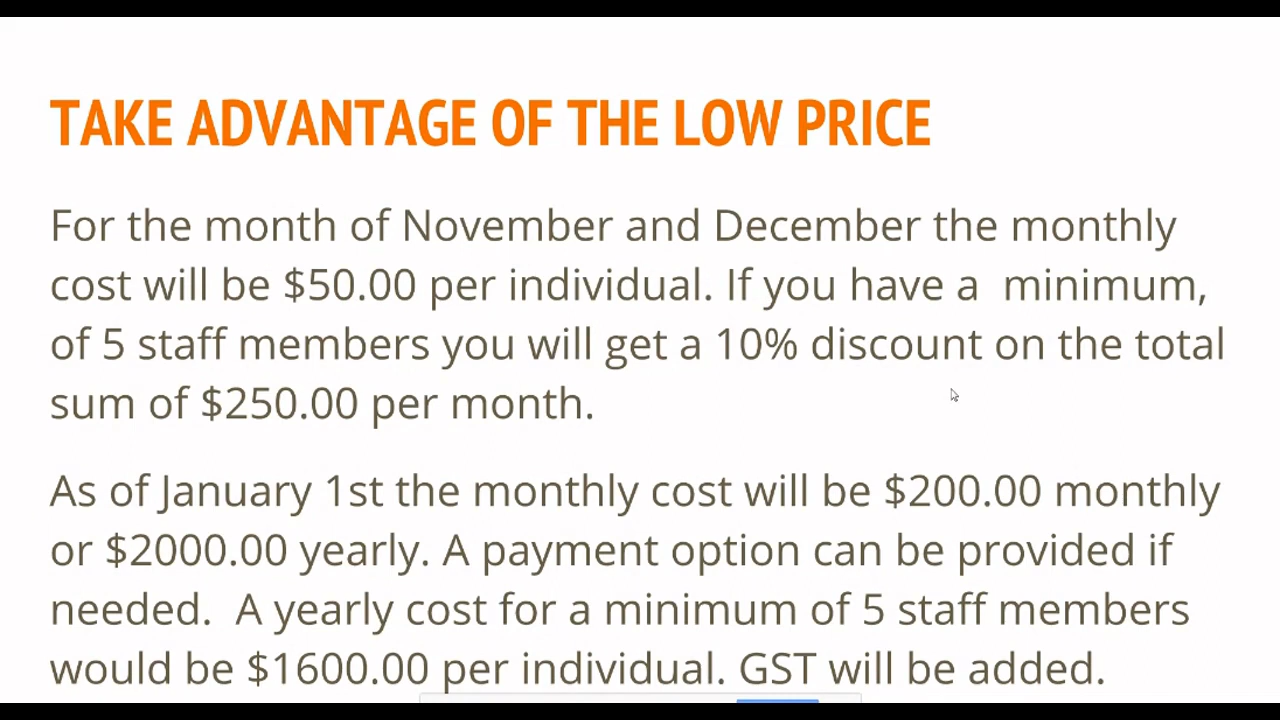 TAKE ADVANTAGE OF THE LOW PRICE
For the month of November and December the monthly
cost will be $50.00 per individual. If you have a  minimum,
of 5 staff members you will get a 10% discount on the total
sum of $250.00 per month.
As of January 1st the monthly cost will be $200.00 monthly
or $2000.00 yearly. A payment option can be provided if
needed.  A yearly cost for a minimum of 5 staff members
would be $1600.00 per individual. GST will be added.